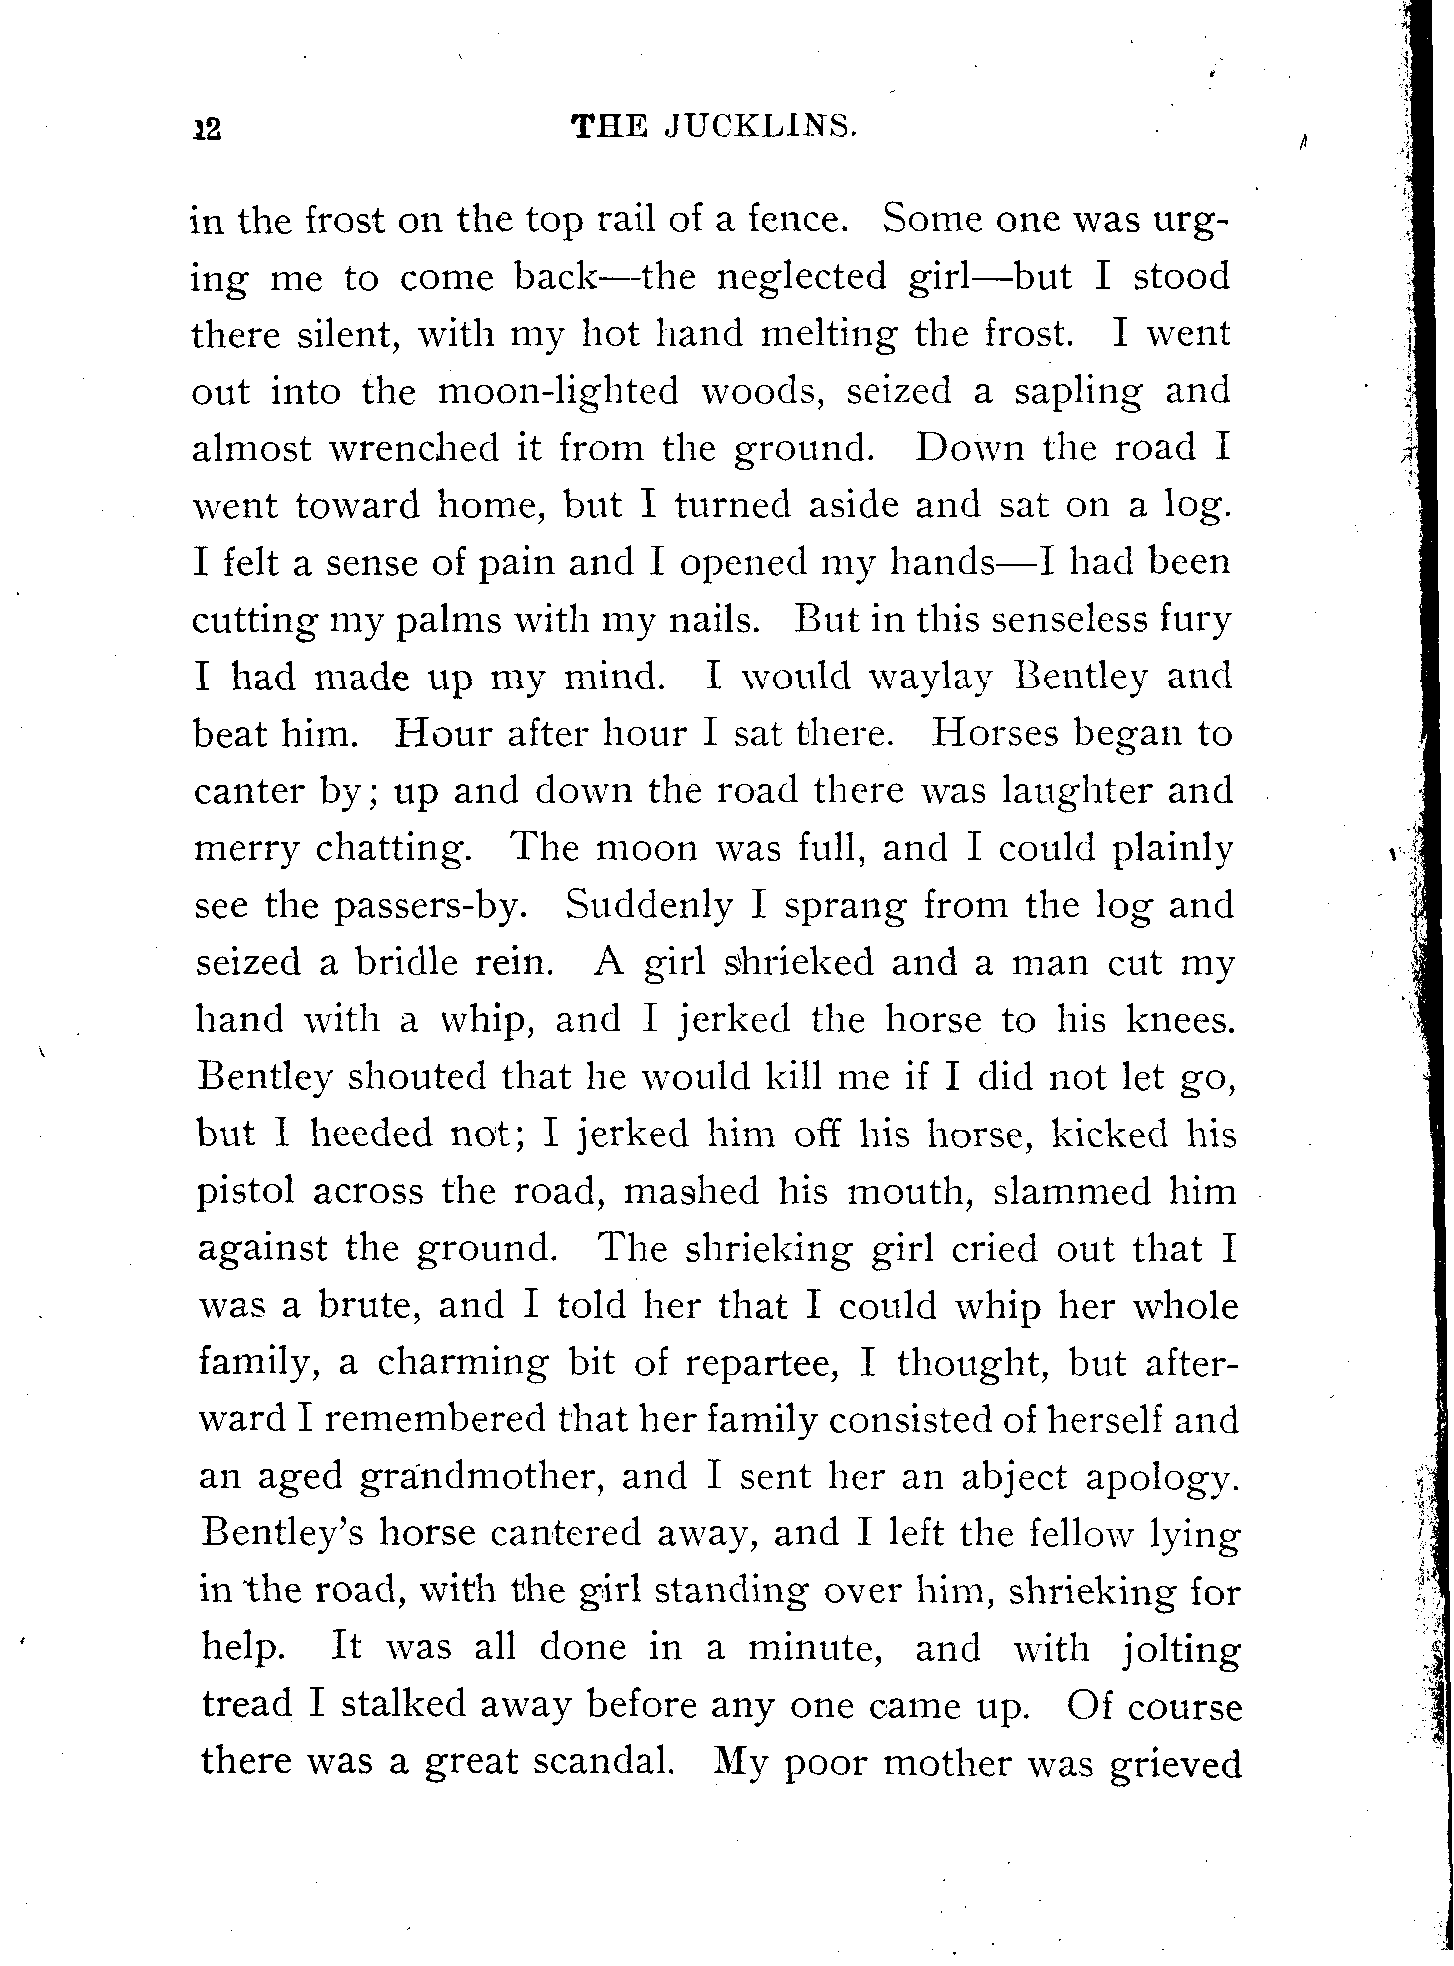 12 THE JUCKLINS.
in the frost on the top rail of a fence. Some one was urg-
ing me to come back—the neglected girl—but I stood
there silent, with my hot hand melting the frost. I went
out into the moon-lighted woods, seized a sapling and
almost wrenched it from the ground. Down the road I
went toward home, but I turned aside and sat on a log.
I felt a sense of pain and I opened my hands—I had been
cutting my palms with my nails. But in this senseless fury
I had made up my mind. I would waylay Bentley and
beat him. Hour after hour I sat there. Horses began to
canter by; up and down the road there was laughter and
merry chatting. The moon was full, and I could plainly
see the passers-by. Suddenly I sprang from the log and
seized a bridle rein. A girl shrieked and a man cut my
hand with a whip, and I jerked the horse to his knees.
Bentley shouted that he would kill me if I did not let go,
but I heeded not; I jerked him off his horse, kicked his
pistol across the road, mashed his mouth, slammed him
against the ground. The shrieking girl cried out that I
was a brute, and I told her that I could whip her whole
family, a charming bit of repartee, I thought, but after-
ward I remembered that her family consisted of herself and
an aged grandmother, and I sent her an abject apology.
Bentley's horse cantered away, and I left the fellow lying
in the road, with the girl standing over him, shrieking for
help. It was all done in a minute, and with jolting
tread I stalked away before any one came up. Of course
there was a great scandal. My poor mother was grieved